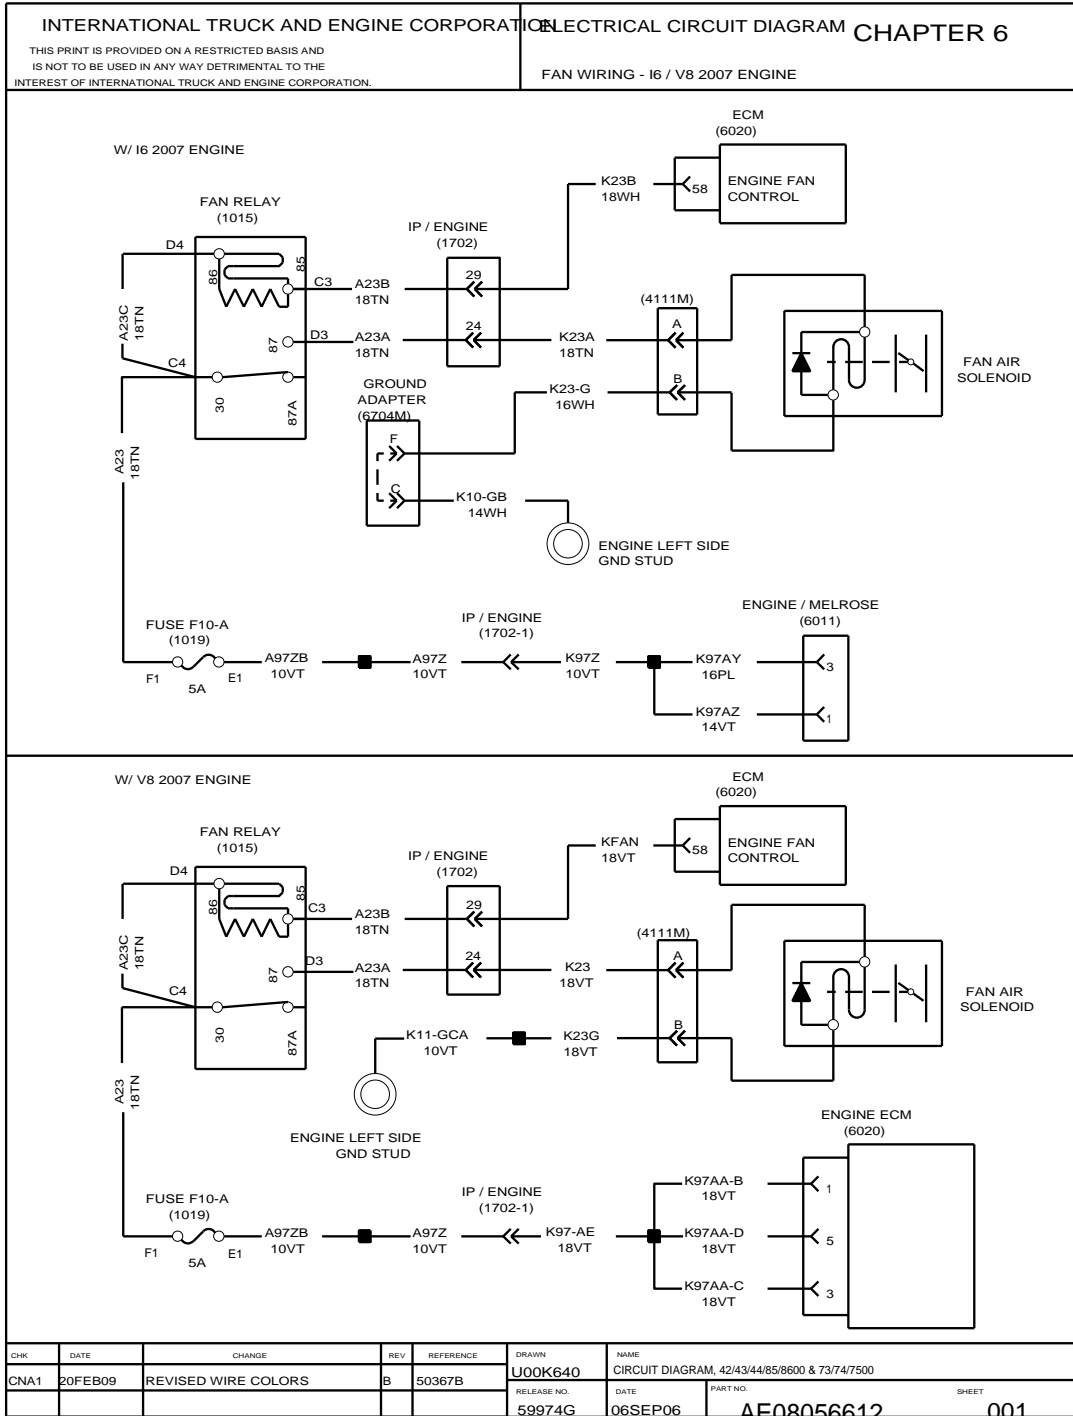 INTERNATIONAL TRUCK AND ENGINE CORPORATION
THIS PRINT IS PROVIDED ON A RESTRICTED BASIS AND
IS NOT TO BE USED IN ANY WAY DETRIMENTAL TO THE
INTEREST OF INTERNATIONAL TRUCK AND ENGINE CORPORATION.
ELECTRICAL CIRCUIT DIAGRAM CHAPTER 6
FAN WIRING - I6 / V8 2007 ENGINE
W/ I6 2007 ENGINE
ECM
(6020)
K23B
18WH
58
ENGINE FAN
CONTROL
FAN RELAY
(1015)
IP / ENGINE
(1702)
D4
86
85
C3
A23B
18TN
29
A23C
18TN
(4111M)
87
D3
A23A
18TN
24
K23A
18TN
A
FAN AIR
SOLENOID
C4
30
87A
GROUND
ADAPTER
(6704M)
K23-G
16WH
B
A23
18TN
F
C
K10-GB
14WH
ENGINE LEFT SIDE
GND STUD
ENGINE / MELROSE
(6011)
FUSE F10-A
(1019)
IP / ENGINE
(1702-1)
F1
5A
E1
A97ZB
10VT
A97Z
10VT
K97Z
10VT
K97AY
16PL
3
K97AZ
14VT
1
W/ V8 2007 ENGINE
ECM
(6020)
KFAN
18VT
58
ENGINE FAN
CONTROL
FAN RELAY
(1015)
IP / ENGINE
(1702)
D4
86
85
C3
A23B
18TN
29
A23C
18TN
(4111M)
87
D3
A23A
18TN
24
K23
18VT
A
FAN AIR
SOLENOID
C4
30
87A
K11-GCA
10VT
K23G
18VT
B
A23
18TN
ENGINE LEFT SIDE
GND STUD
ENGINE ECM
(6020)
FUSE F10-A
(1019)
IP / ENGINE
(1702-1)
F1
5A
E1
A97ZB
10VT
A97Z
10VT
K97-AE
18VT
K97AA-B
18VT
1
K97AA-D
18VT
5
K97AA-C
18VT
3
CHK DATE CHANGE REV REFERENCE
CNA1 20FEB09 REVISED WIRE COLORS B 50367B
DRAWN
U00K640
NAME
CIRCUIT DIAGRAM, 42/43/44/85/8600 & 73/74/7500
RELEASE NO.
59974G
DATE
06SEP06
PART NO.
AE08056612
SHEET
001